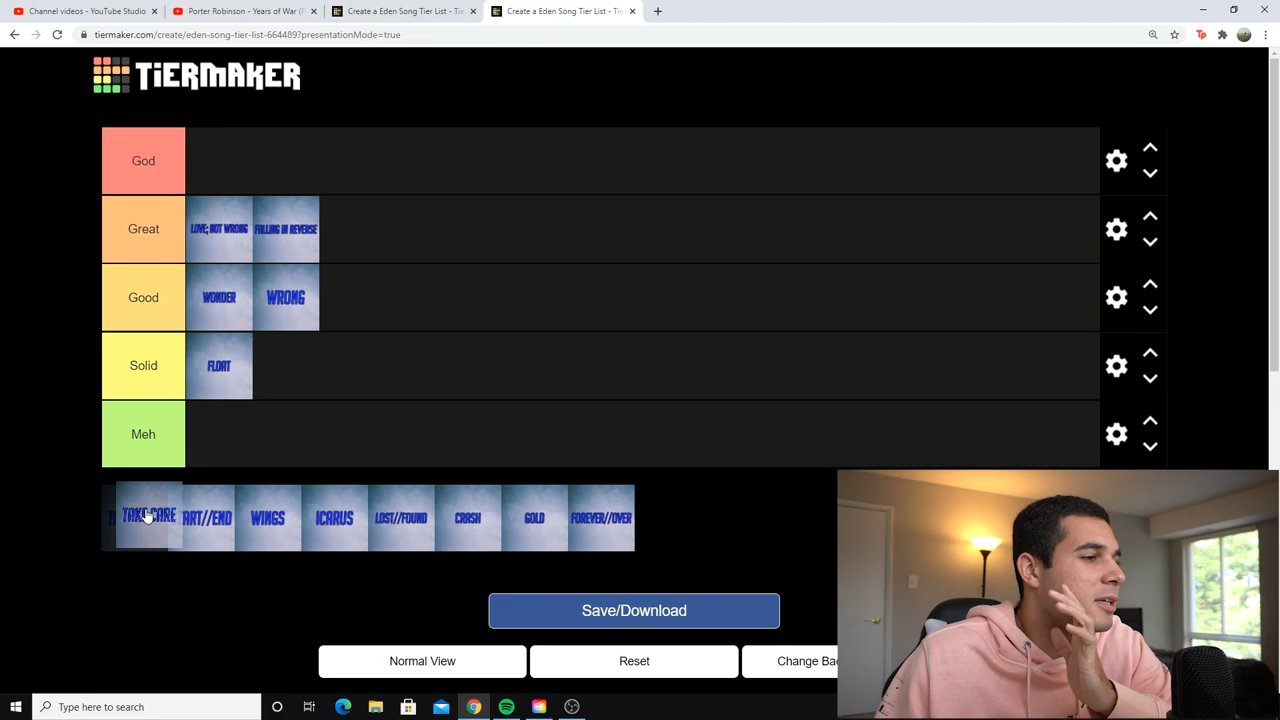 Channel videos - YouTube Studio
Porter Robinson - Years of War (
Create a Eden Song Tier List - Tie
Create a Eden Song Tier List - Tie
tiermaker.com/create/eden-song-tier-list-664489?presentationMode=true
TiERMAKER
God
Great
LOVE; NOT WRONG
FALLING IN REVERSE
Good
WONDER
WRONG
Solid
FLOAT
Meh
TAKE CARE
ART//END
WINGS
ICARUS
LOST//FOUND
CRASH
GOLD
FOREVER//OVER
Save/Download
Normal View
Reset
Change Ba
Type here to search